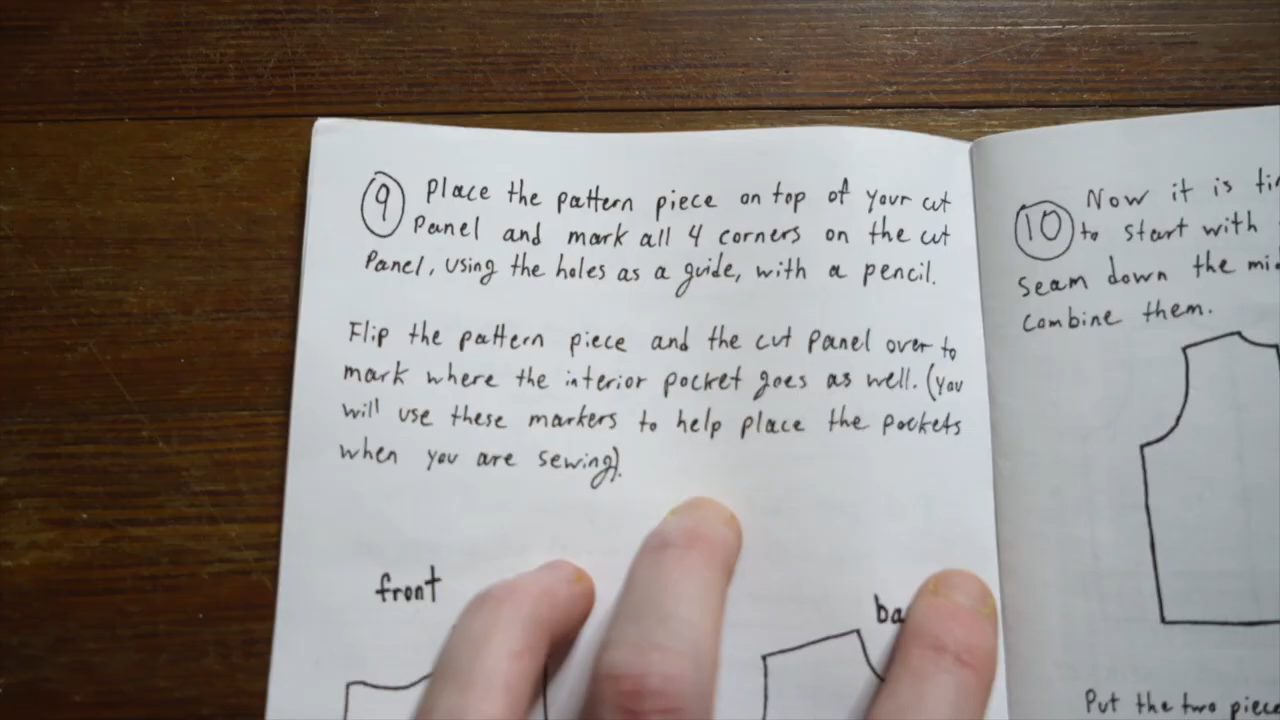 9 Place the pattern piece on top of your cut
Panel and mark all 4 corners on the cut
Panel, using the holes as a guide, with a pencil.
Flip the pattern piece and the cut panel over to
mark where the interior pocket goes as well. (you
will use these markers to help place the pockets
when you are sewing).
front
10 Now it is
to start with
seam down the
combine them.
Put the two